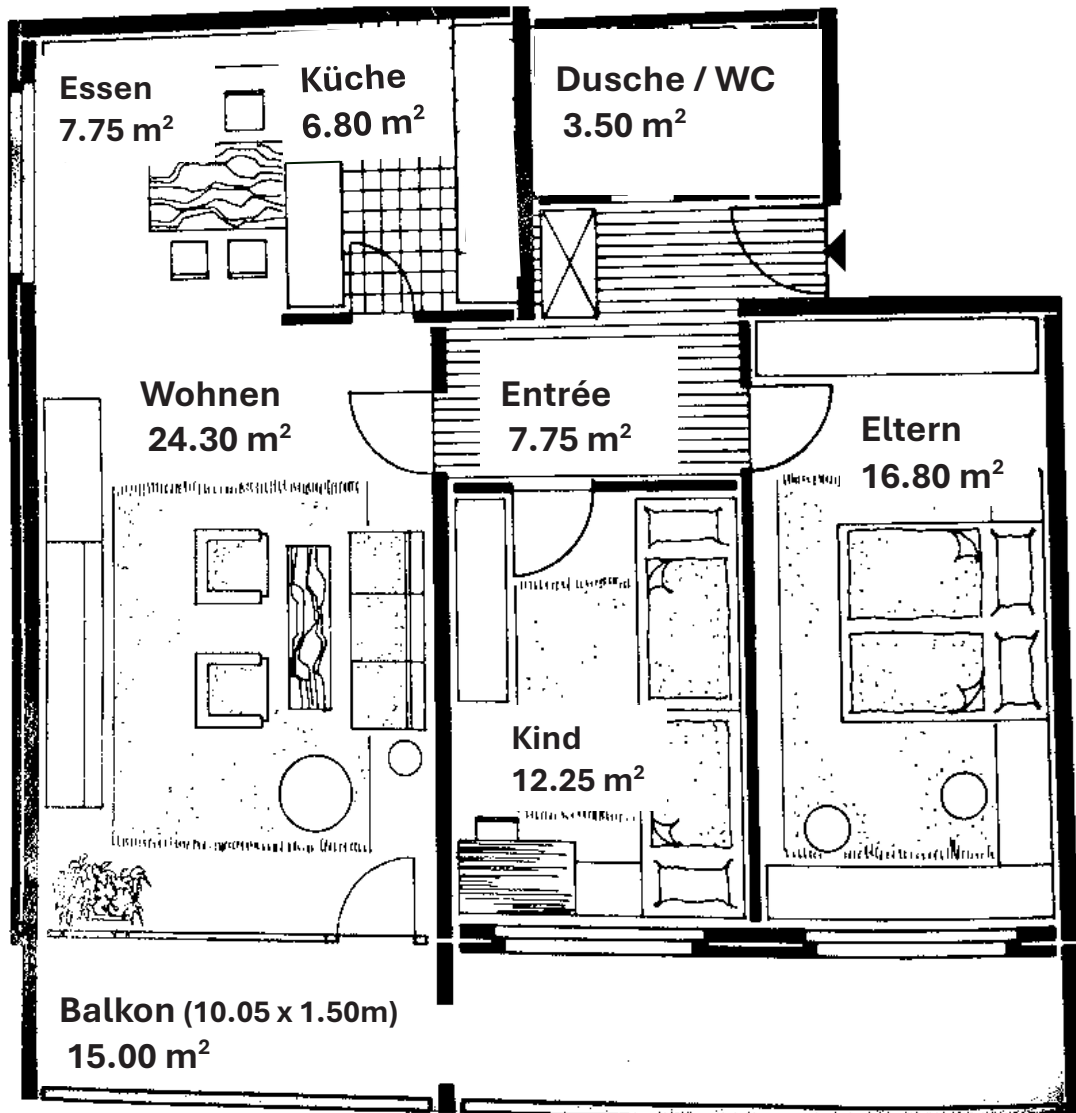 Essen
7.75 m²
Küche
6.80 m²
Dusche / WC
3.50 m²
Wohnen
24.30 m²
Entrée
7.75 m²
Eltern
16.80 m²
Kind
12.25 m²
Balkon (10.05 x 1.50m)
15.00 m²